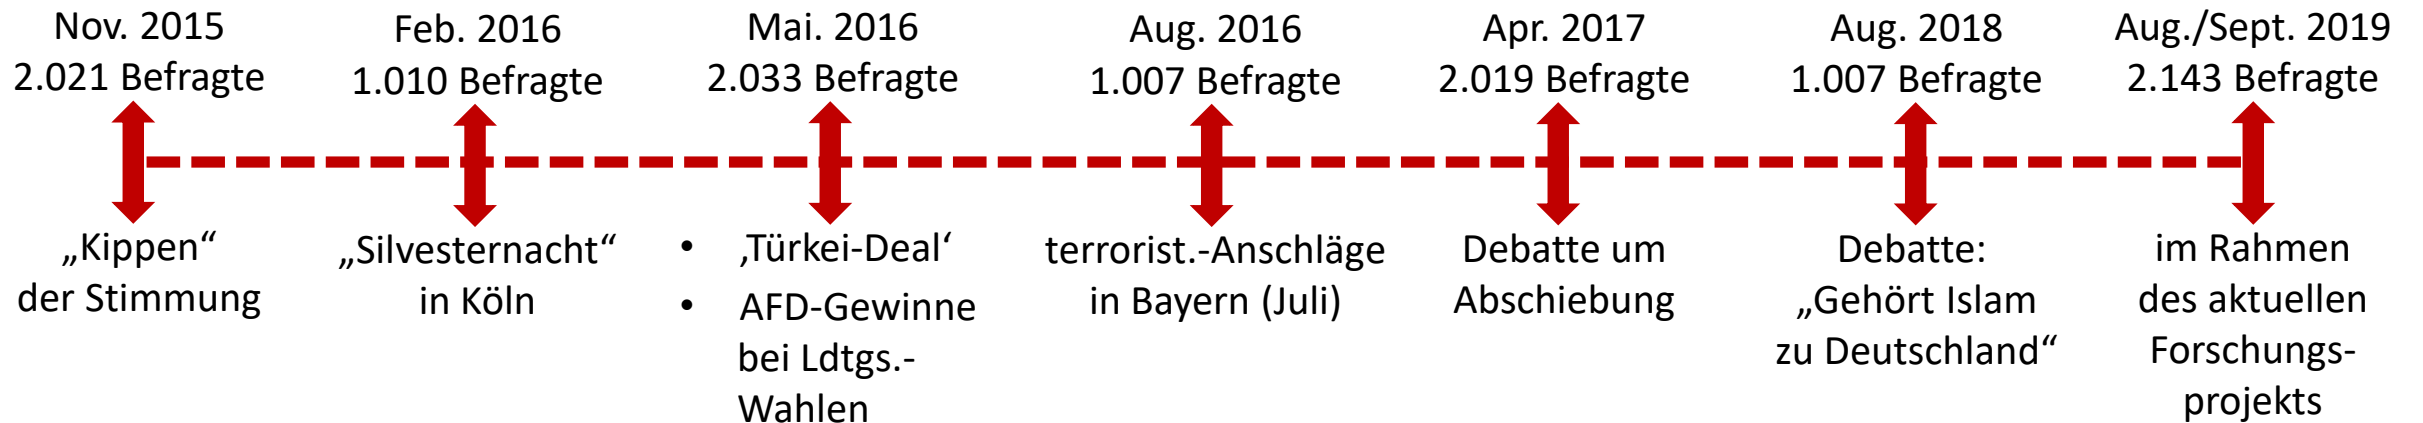 Nov. 2015
2.021 Befragte
„Kippen“
der Stimmung
Feb. 2016
1.010 Befragte
„Silvesternacht“
in Köln
Mai. 2016
2.033 Befragte
• ‚Türkei-Deal‘
• AFD-Gewinne
bei Ldtgs.-
Wahlen
Aug. 2016
1.007 Befragte
terrorist.-Anschläge
in Bayern (Juli)
Apr. 2017
2.019 Befragte
Debatte um
Abschiebung
Aug. 2018
1.007 Befragte
Debatte:
„Gehört Islam
zu Deutschland“
Aug./Sept. 2019
2.143 Befragte
im Rahmen
des aktuellen
Forschungs-
projekts